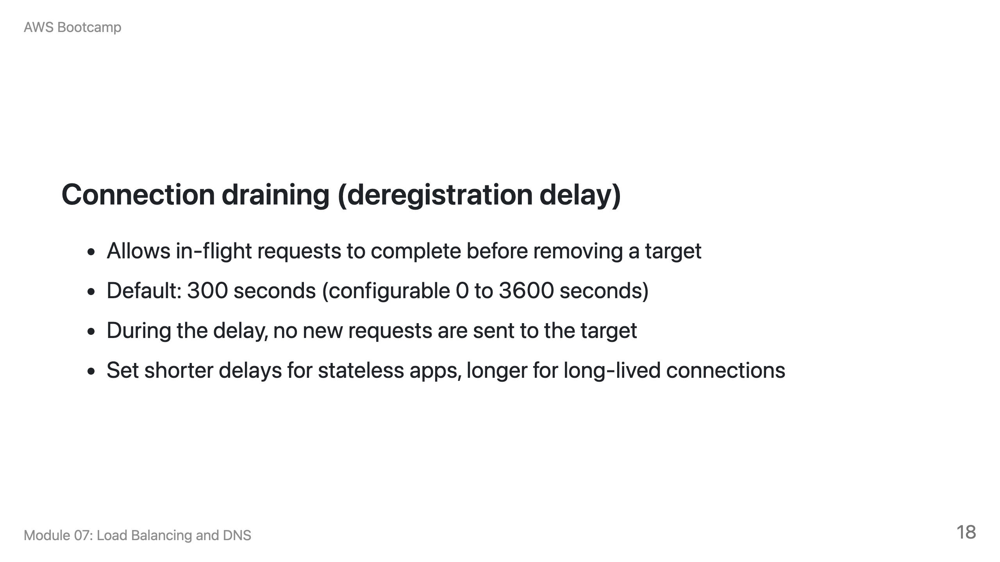 AWS Bootcamp
Connection draining (deregistration delay)
• Allows in-flight requests to complete before removing a target
• Default: 300 seconds (configurable 0 to 3600 seconds)
• During the delay, no new requests are sent to the target
• Set shorter delays for stateless apps, longer for long-lived connections
Module 07: Load Balancing and DNS
18